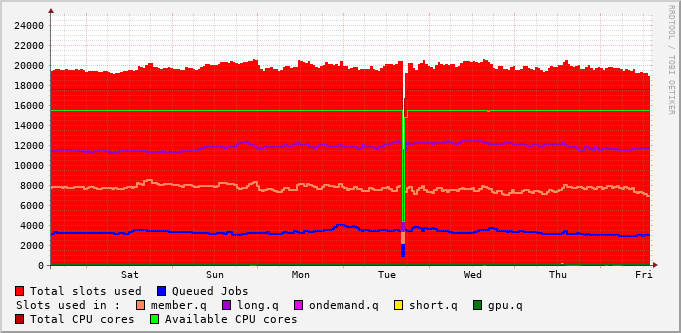 RRDTOOL / TOBI OETIKER
24000
22000
20000
18000
16000
14000
12000
10000
8000
6000
4000
2000
0
Sat Sun Mon Tue Wed Thu Fri
Total slots used Queued Jobs
Slots used in : member.q long.q ondemand.q short.q gpu.q
Total CPU cores Available CPU cores